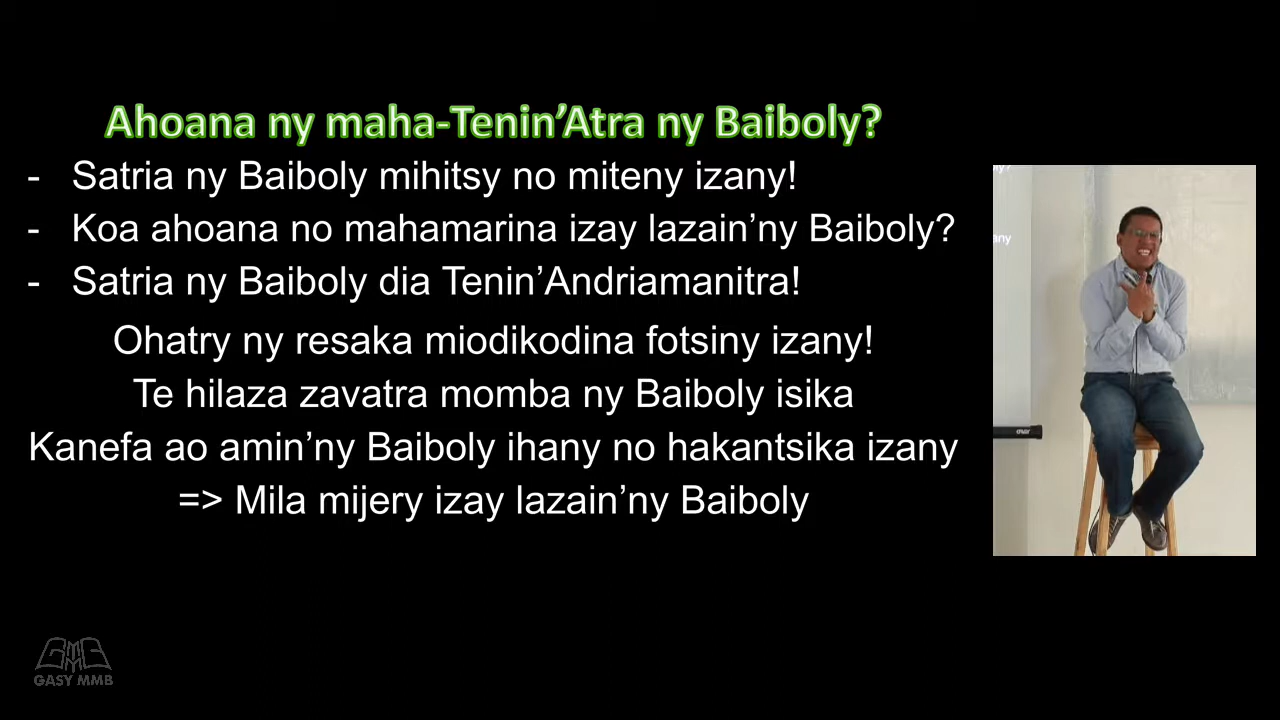 Ahoana ny maha-Tenin’Atra ny Baiboly?
- Satria ny Baiboly mihitsy no miteny izany!
- Koa ahoana no mahamarina izay lazain’ny Baiboly?
- Satria ny Baiboly dia Tenin’Andriamanitra!
Ohatry ny resaka miodikodina fotsiny izany!
Te hilaza zavatra momba ny Baiboly isika
Kanefa ao amin’ny Baiboly ihany no hakantsika izany
=> Mila mijery izay lazain’ny Baiboly
any
GASY MMB